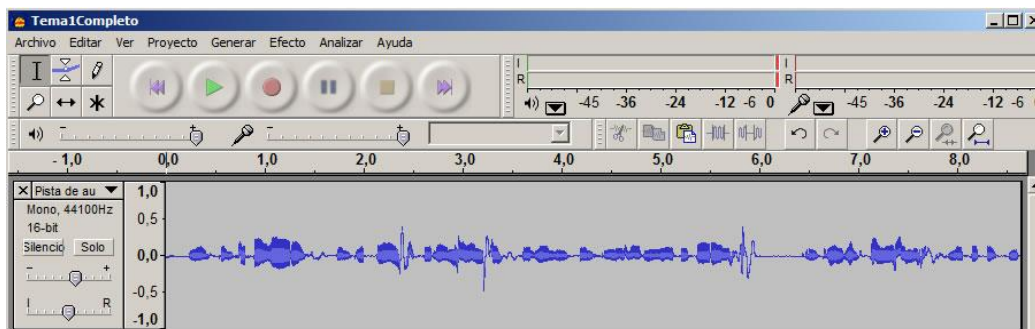 Tema1Completo
Archivo Editar Ver Proyecto Generar Efecto Analizar Ayuda
I I
R R
-45 -36 -24 -12 -6 0 -45 -36 -24 -12 -6
- 1,0 0,0 1,0 2,0 3,0 4,0 5,0 6,0 7,0 8,0
X Pista de au 1,0
Mono, 44100Hz
16-bit 0,5
Silencio Solo 0,0
- +
-0,5
I R
-1,0